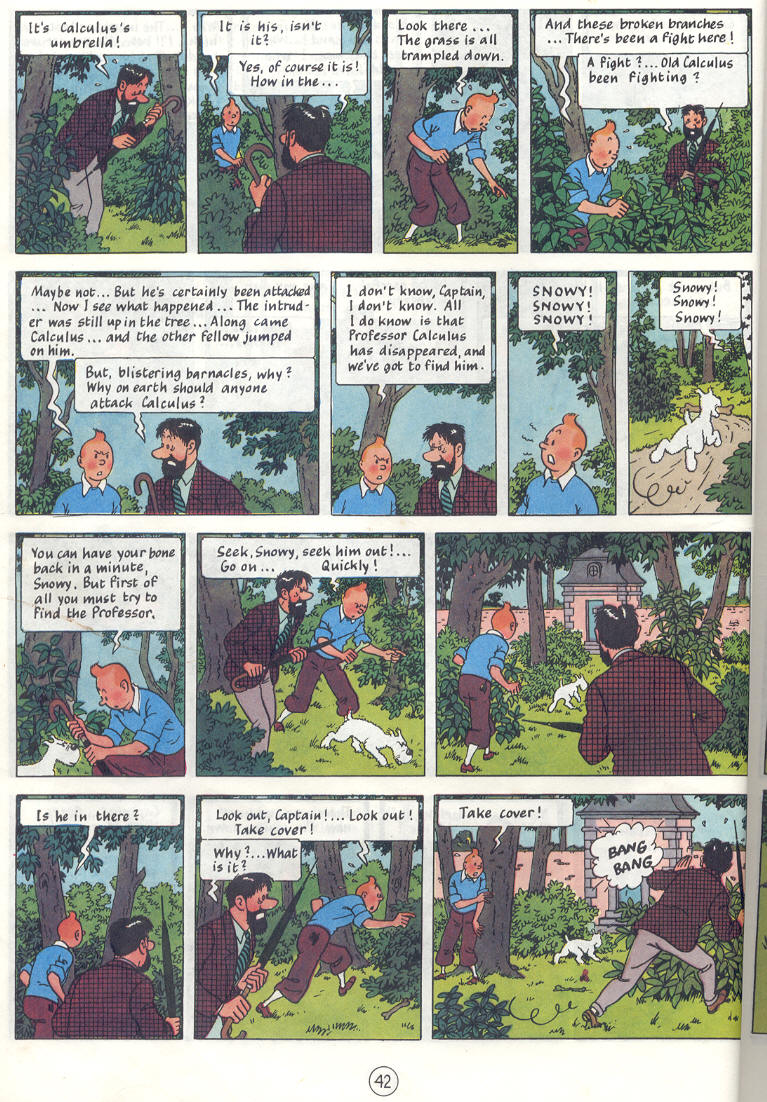 It's Calculus's
umbrella!
It is his, isn't
it?
Yes, of course it is!
How in the...
Look there ...
The grass is all
trampled down.
And these broken branches
... There's been a fight here!
A fight?... Old Calculus
been fighting?
Maybe not... But he's certainly been attacked
... Now I see what happened ... The intrud-
er was still up in the tree ... Along came
Calculus ... and the other fellow jumped
on him.
But, blistering barnacles, why?
Why on earth should anyone
attack Calculus?
I don't know, Captain,
I don't know. All
I do know is that
Professor Calculus
has disappeared, and
we've got to find him.
SNOWY!
SNOWY!
SNOWY!
Snowy!
Snowy!
Snowy!
You can have your bone
back in a minute,
Snowy. But first of
all you must try to
find the Professor.
Seek, Snowy, seek him out!...
Go on ... Quickly!
Is he in there?
Look out, Captain!... Look out!
Take cover!
Why?...What
is it?
Take cover!
BANG
BANG
42